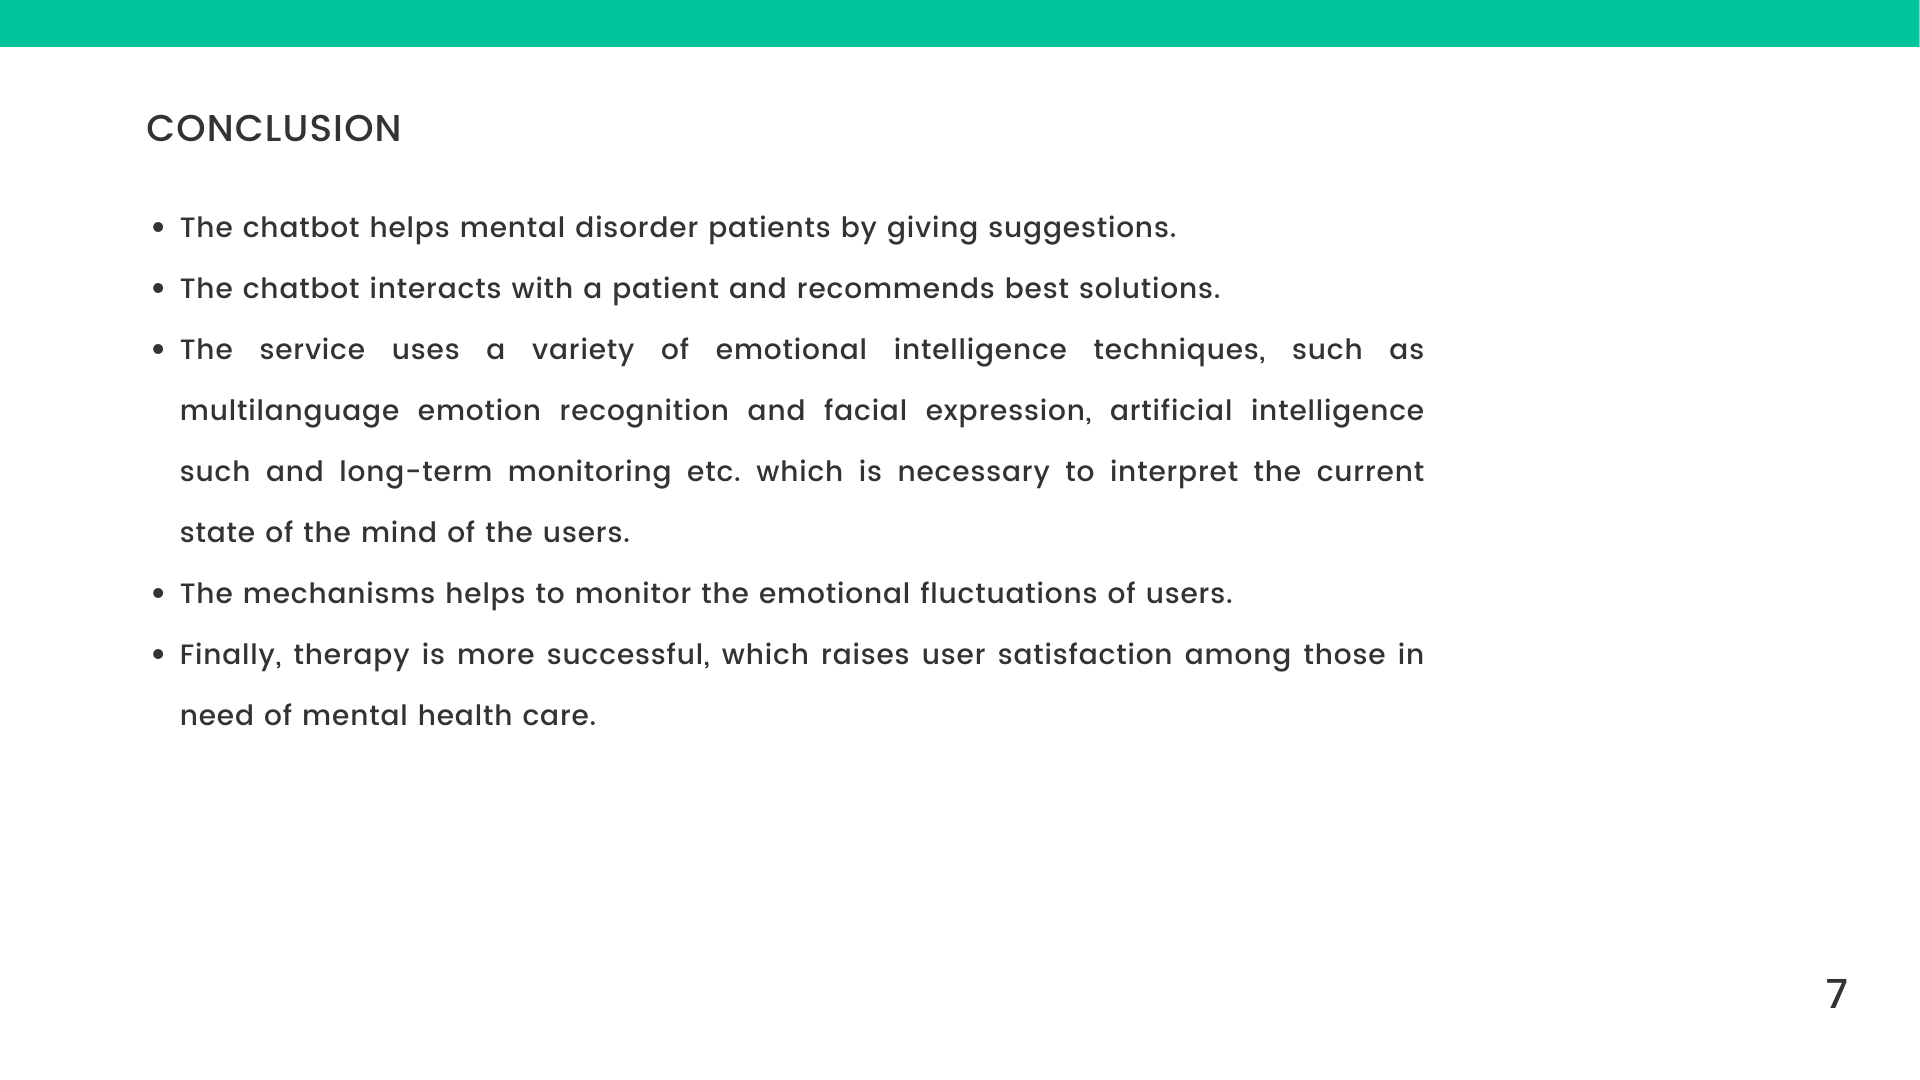 CONCLUSION
• The chatbot helps mental disorder patients by giving suggestions.
• The chatbot interacts with a patient and recommends best solutions.
• The service uses a variety of emotional intelligence techniques, such as
multilanguage emotion recognition and facial expression, artificial intelligence
such and long-term monitoring etc. which is necessary to interpret the current
state of the mind of the users.
• The mechanisms helps to monitor the emotional fluctuations of users.
• Finally, therapy is more successful, which raises user satisfaction among those in
need of mental health care.
7